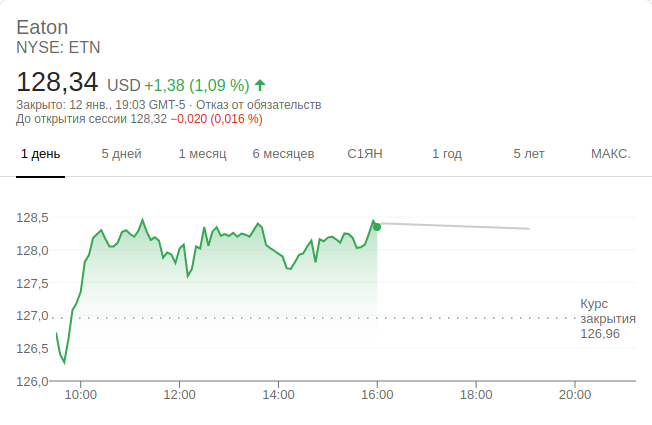 Eaton
NYSE: ETN
128,34 USD +1,38 (1,09 %)
Закрыто: 12 янв., 19:03 GMT-5 · Отказ от обязательств
До открытия сессии 128,32 −0,020 (0,016 %)
1 день 5 дней 1 месяц 6 месяцев С1ЯН 1 год 5 лет МАКС.
128,5
128,0
127,5
127,0
126,5
126,0
Курс
закрытия
126,96
10:00 12:00 14:00 16:00 18:00 20:00